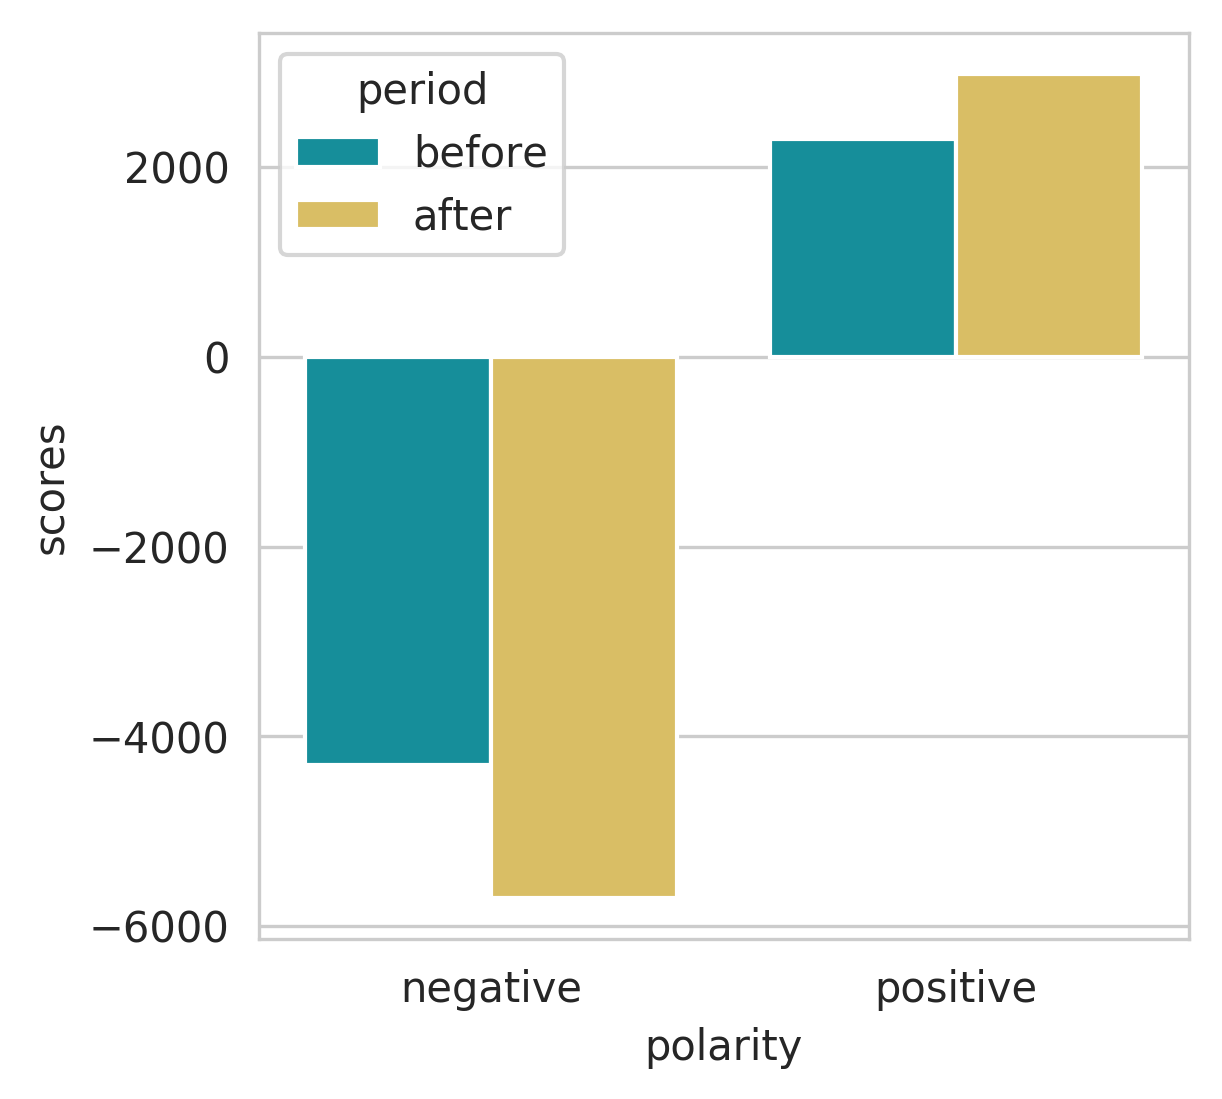 period
before
after
2000
0
−2000
−4000
−6000
scores
negative
positive
polarity